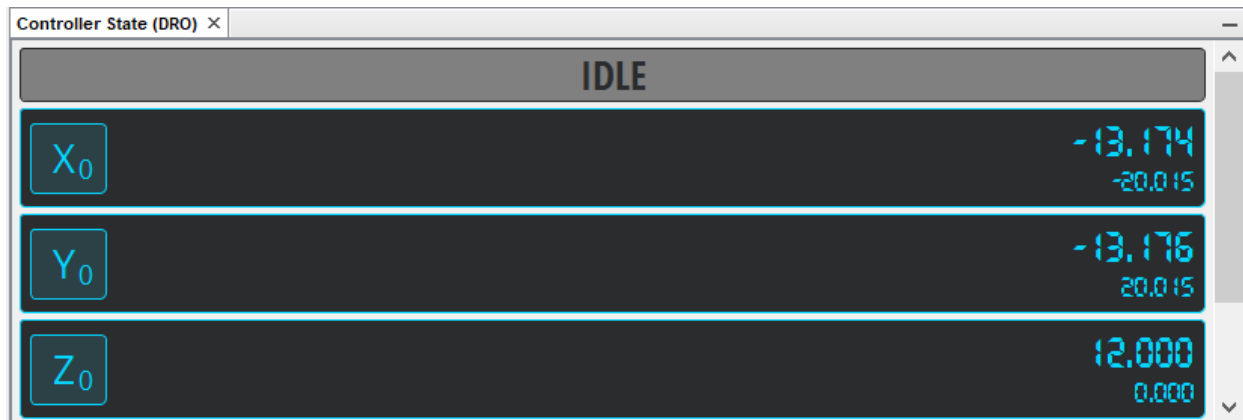 Controller State (DRO)
IDLE
X0 -13.174
-20.015
Y0 -13.176
20.015
Z0 12.000
0.000